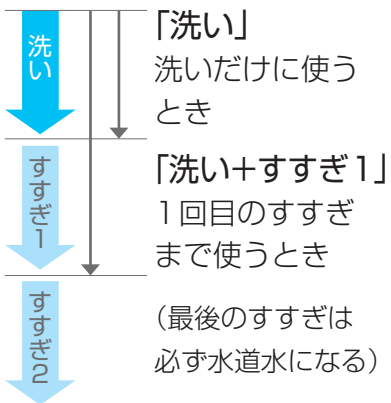 洗い
「洗い」
洗いだけに使う
とき
すすぎ1
「洗い+すすぎ1」
1回目のすすぎ
まで使うとき
すすぎ2
(最後のすすぎは
必ず水道水になる)